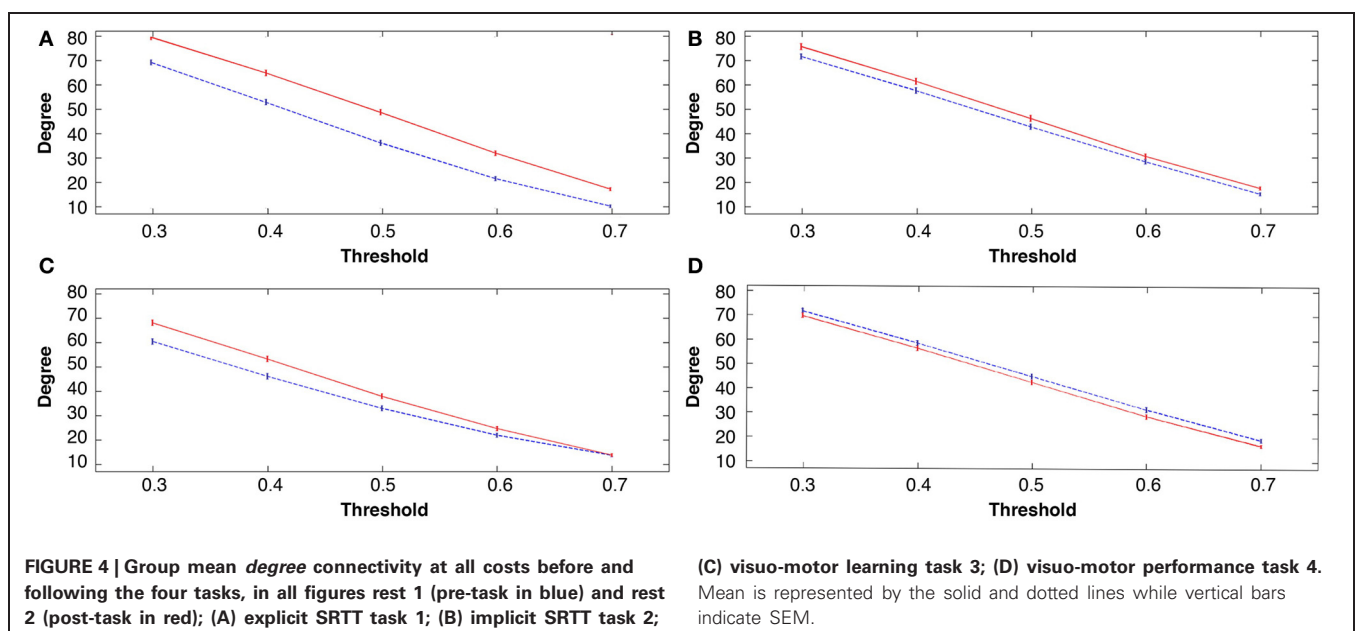 A
80
70
60
50
40
30
20
10
Degree
0.3 0.4 0.5 0.6 0.7
Threshold
B
80
70
60
50
40
30
20
10
Degree
0.3 0.4 0.5 0.6 0.7
Threshold
C
80
70
60
50
40
30
20
10
Degree
0.3 0.4 0.5 0.6 0.7
Threshold
D
80
70
60
50
40
30
20
10
Degree
0.3 0.4 0.5 0.6 0.7
Threshold
FIGURE 4 | Group mean degree connectivity at all costs before and
following the four tasks, in all figures rest 1 (pre-task in blue) and rest
2 (post-task in red); (A) explicit SRTT task 1; (B) implicit SRTT task 2;
(C) visuo-motor learning task 3; (D) visuo-motor performance task 4.
Mean is represented by the solid and dotted lines while vertical bars
indicate SEM.